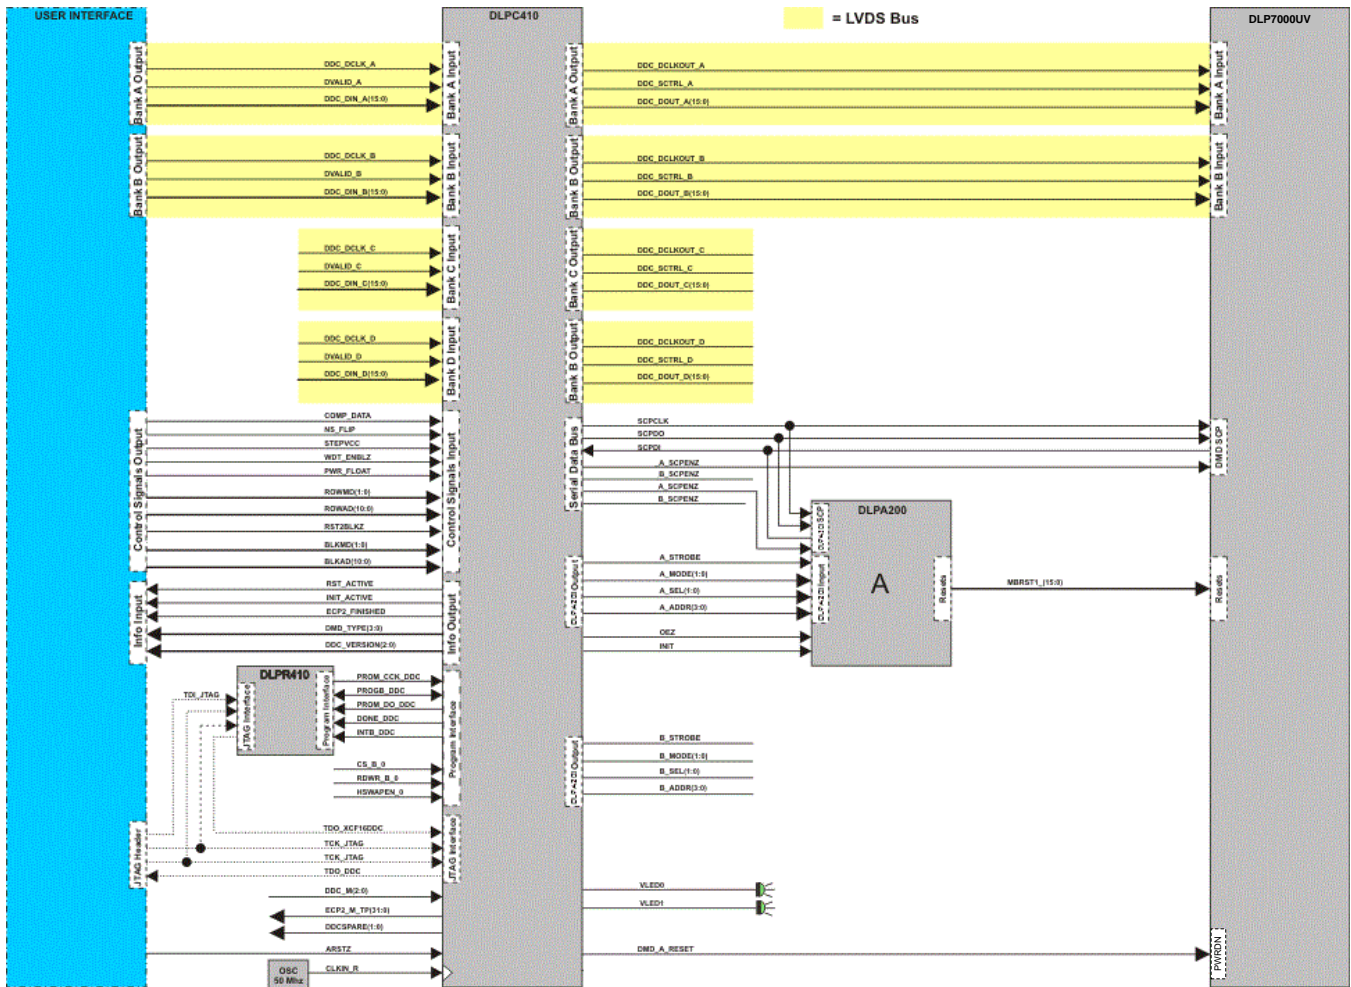 USER INTERFACE
DLPC410
= LVDS Bus
DLP7000UV
Bank A Output
DDC_DCLK_A
DVALID_A
DDC_DIN_A(15:0)
Bank A Input
Bank A Output
DDC_DCLKOUT_A
DDC_SCTRL_A
DDC_DOUT_A(15:0)
Bank A Input
Bank B Output
DDC_DCLK_B
DVALID_B
DDC_DIN_B(15:0)
Bank B Input
Bank B Output
DDC_DCLKOUT_B
DDC_SCTRL_B
DDC_DOUT_B(15:0)
Bank B Input
DDC_DCLK_C
DVALID_C
DDC_DIN_C(15:0)
Bank C Input
Bank C Output
DDC_DCLKOUT_C
DDC_SCTRL_C
DDC_DOUT_C(15:0)
DDC_DCLK_D
DVALID_D
DDC_DIN_D(15:0)
Bank D Input
Bank B Output
DDC_DCLKOUT_D
DDC_SCTRL_D
DDC_DOUT_D(15:0)
Control Signals Output
COMP_DATA
NS_FLIP
STEPVCC
WDT_ENBLZ
PWR_FLOAT
ROWMD(1:0)
ROWAD(10:0)
RST2BLKZ
BLKMD(1:0)
BLKAD(10:0)
Control Signals Input
Serial Data Bus
SCPCLK
SCPDO
SCPDI
A_SCPENZ
B_SCPENZ
A_SCPENZ
B_SCPENZ
DMD SCP
DLPA200
DLPA200 SCP
A
DLPA200 Output
A_STROBE
A_MODE(1:0)
A_SEL(1:0)
A_ADDR(3:0)
OEZ
INIT
DLPA200 Input
Resets
MBRST1_(15:0)
Resets
Info Input
RST_ACTIVE
INIT_ACTIVE
ECP2_FINISHED
DMD_TYPE(3:0)
DDC_VERSION(2:0)
Info Output
DLPR410
TDI_JTAG
JTAG Interface
Program Interface
PROM_CCK_DDC
PROGB_DDC
PROM_DO_DDC
DONE_DDC
INTB_DDC
CS_B_0
RDWR_B_0
HSWAPEN_0
Program Interface
DLPA200 Output
B_STROBE
B_MODE(1:0)
B_SEL(1:0)
B_ADDR(3:0)
JTAG Header
TDO_XCF16DDC
TCK_JTAG
TCK_JTAG
TDO_DDC
JTAG Interface
DDC_M(2:0)
ECP2_M_TP(31:0)
DDCSPARE(1:0)
VLED0
VLED1
ARSTZ
DMD_A_RESET
PWRDN
OSC
50 Mhz
CLKIN_R